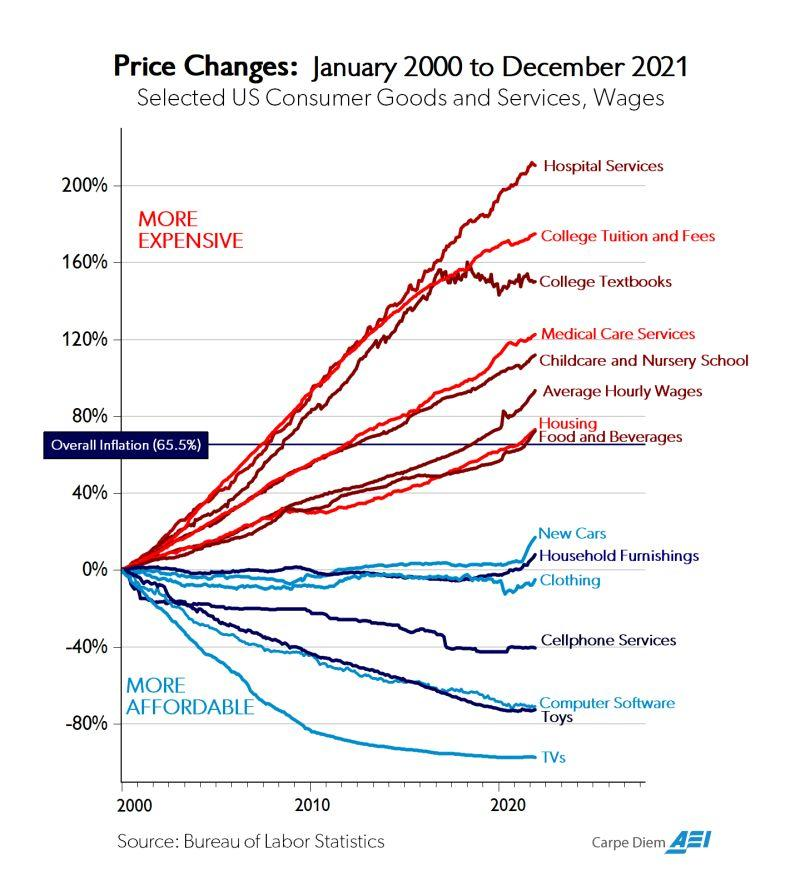 Price Changes: January 2000 to December 2021
Selected US Consumer Goods and Services, Wages
200%
160%
120%
80%
40%
0%
-40%
-80%
MORE
EXPENSIVE
Overall Inflation (65.5%)
MORE
AFFORDABLE
Hospital Services
College Tuition and Fees
College Textbooks
Medical Care Services
Childcare and Nursery School
Average Hourly Wages
Housing
Food and Beverages
New Cars
Household Furnishings
Clothing
Cellphone Services
Computer Software
Toys
TVs
2000
2010
2020
Source: Bureau of Labor Statistics
Carpe Diem AEI